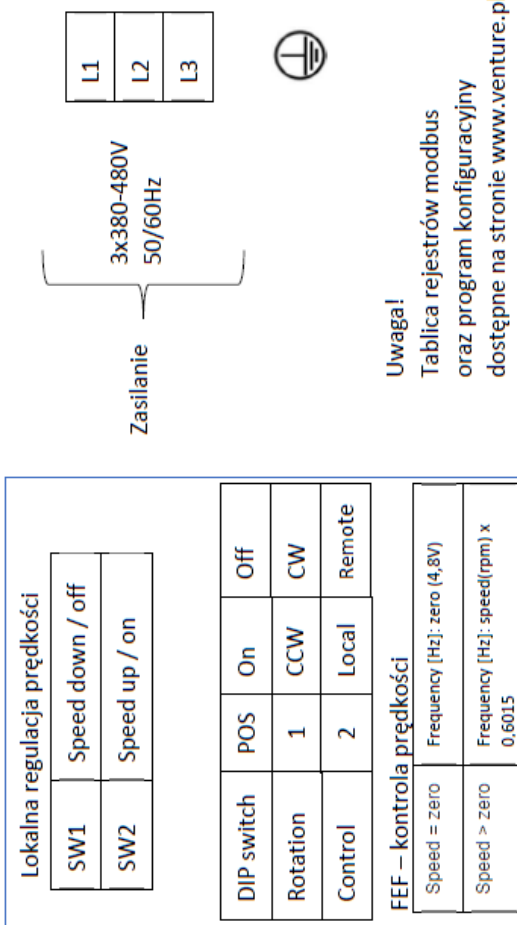 Lokalna regulacja prędkości
SW1 Speed down / off
SW2 Speed up / on
DIP switch POS On Off
Rotation 1 CCW CW
Control 2 Local Remote
FEF – kontrola prędkości
Speed = zero Frequency [Hz]: zero (4,8V)
Speed > zero Frequency [Hz]: speed(rpm) x
0,6015
Zasilanie
3x380-480V
50/60Hz
L1
L2
L3
Uwaga!
Tablica rejestrów modbus
oraz program konfiguracyjny
dostępne na stronie www.venture.p